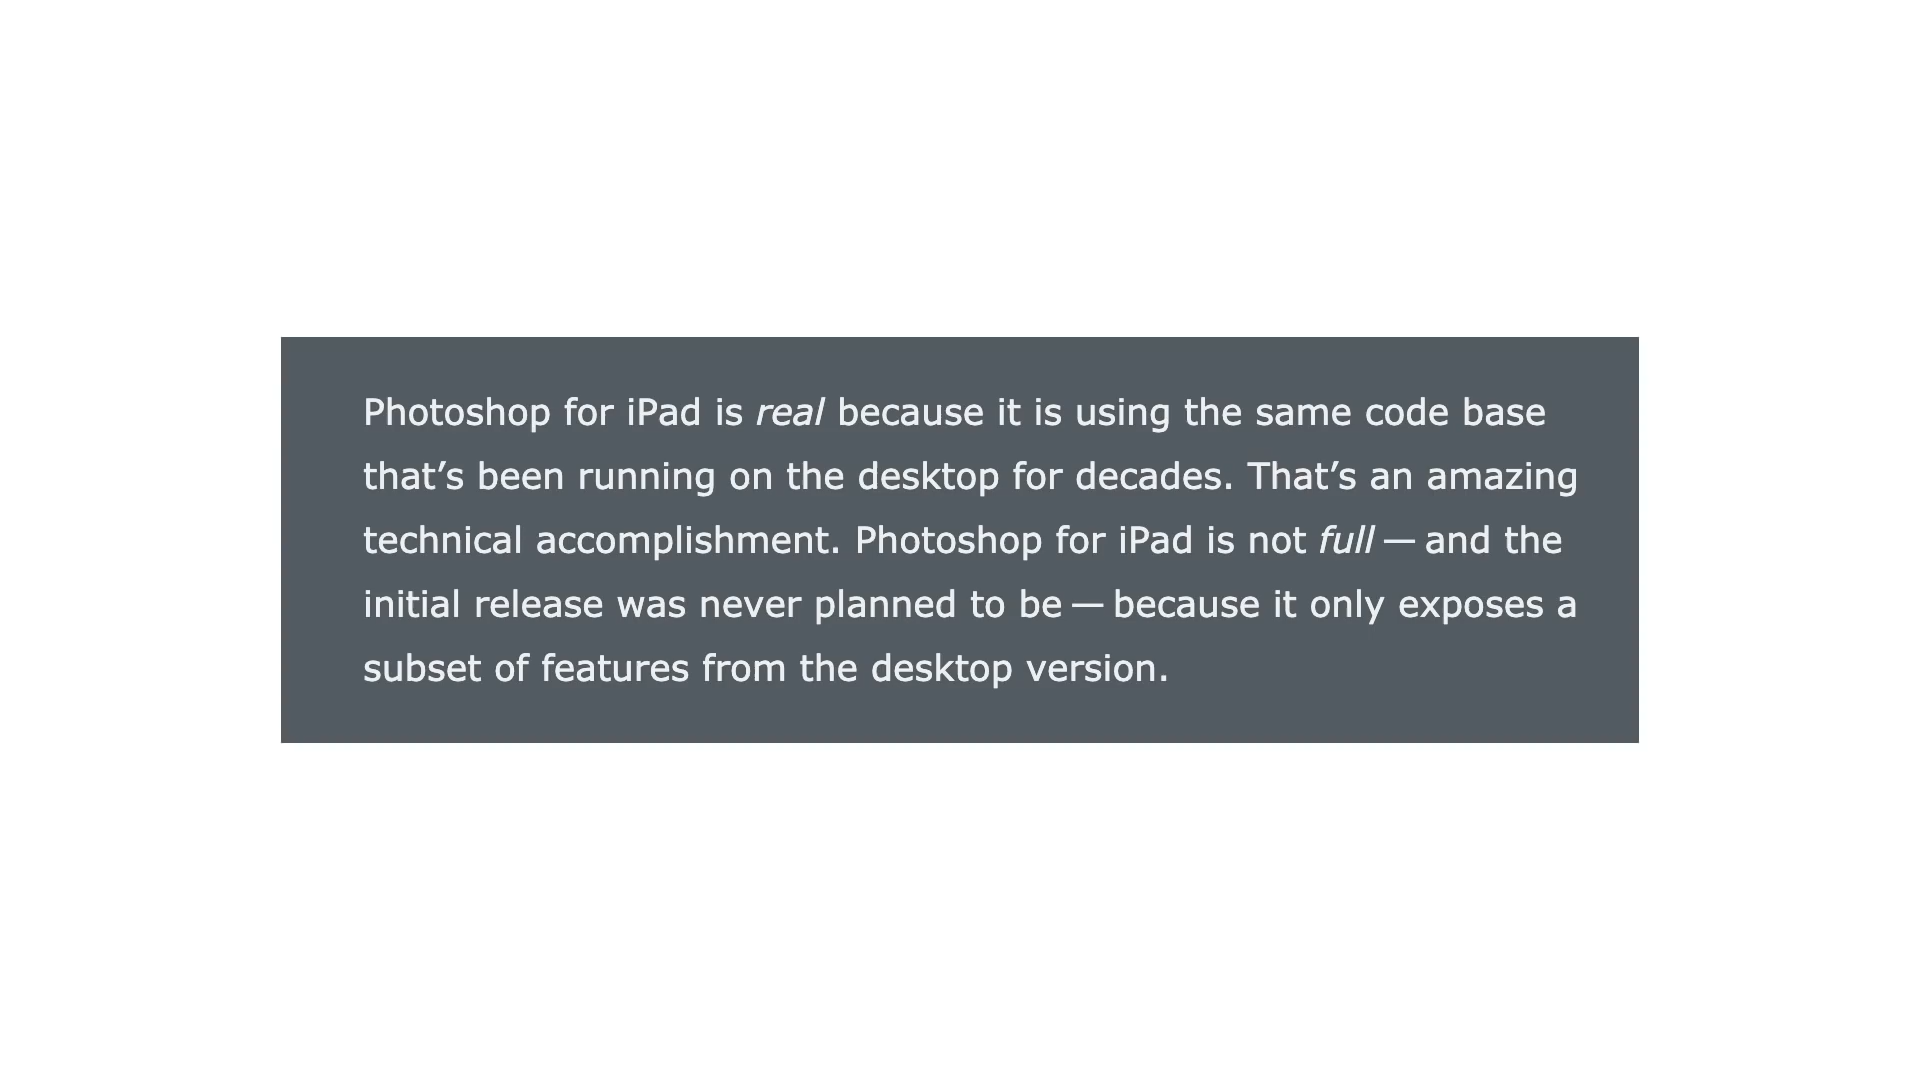 Photoshop for iPad is real because it is using the same code base
that’s been running on the desktop for decades. That’s an amazing
technical accomplishment. Photoshop for iPad is not full — and the
initial release was never planned to be — because it only exposes a
subset of features from the desktop version.